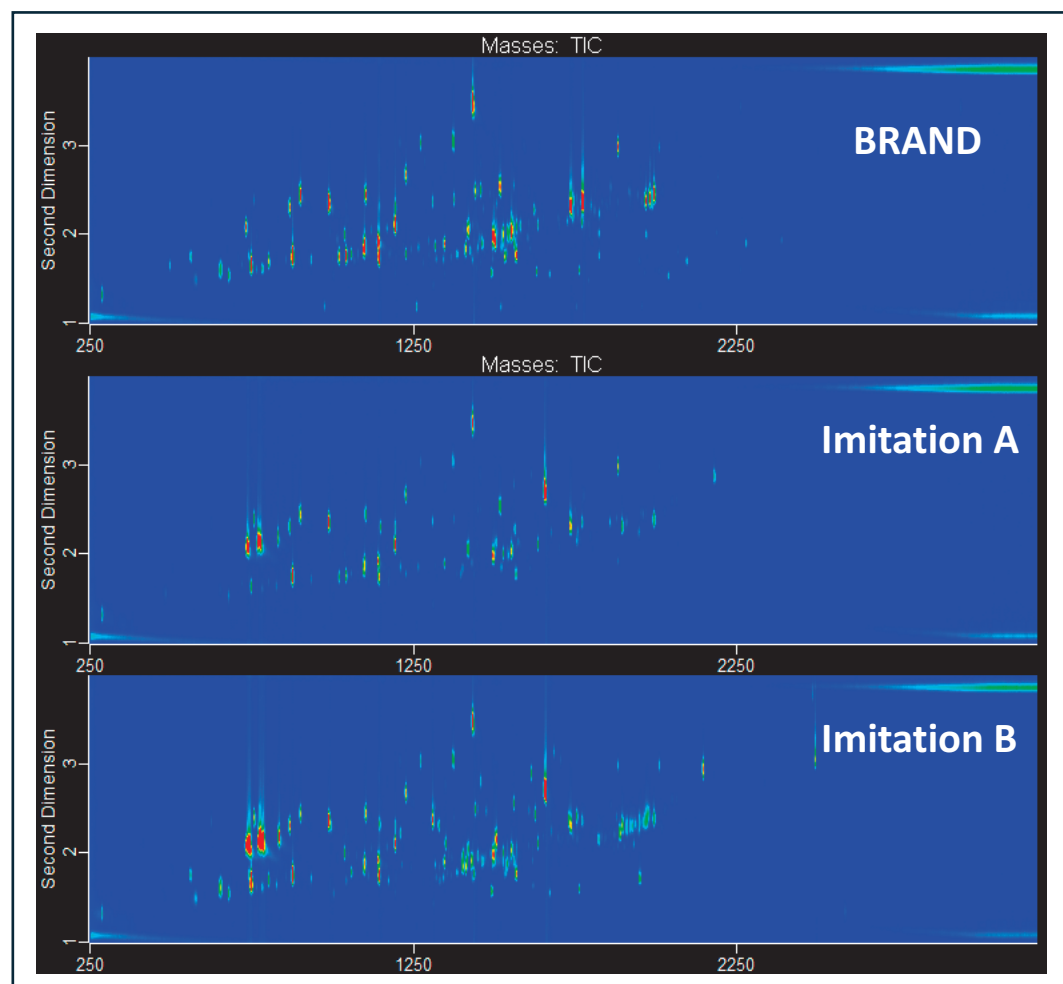 Masses: TIC
BRAND
Second Dimension
3
2
1
250 1250 2250
Masses: TIC
Imitation A
Second Dimension
3
2
1
250 1250 2250
Imitation B
Second Dimension
3
2
1
250 1250 2250